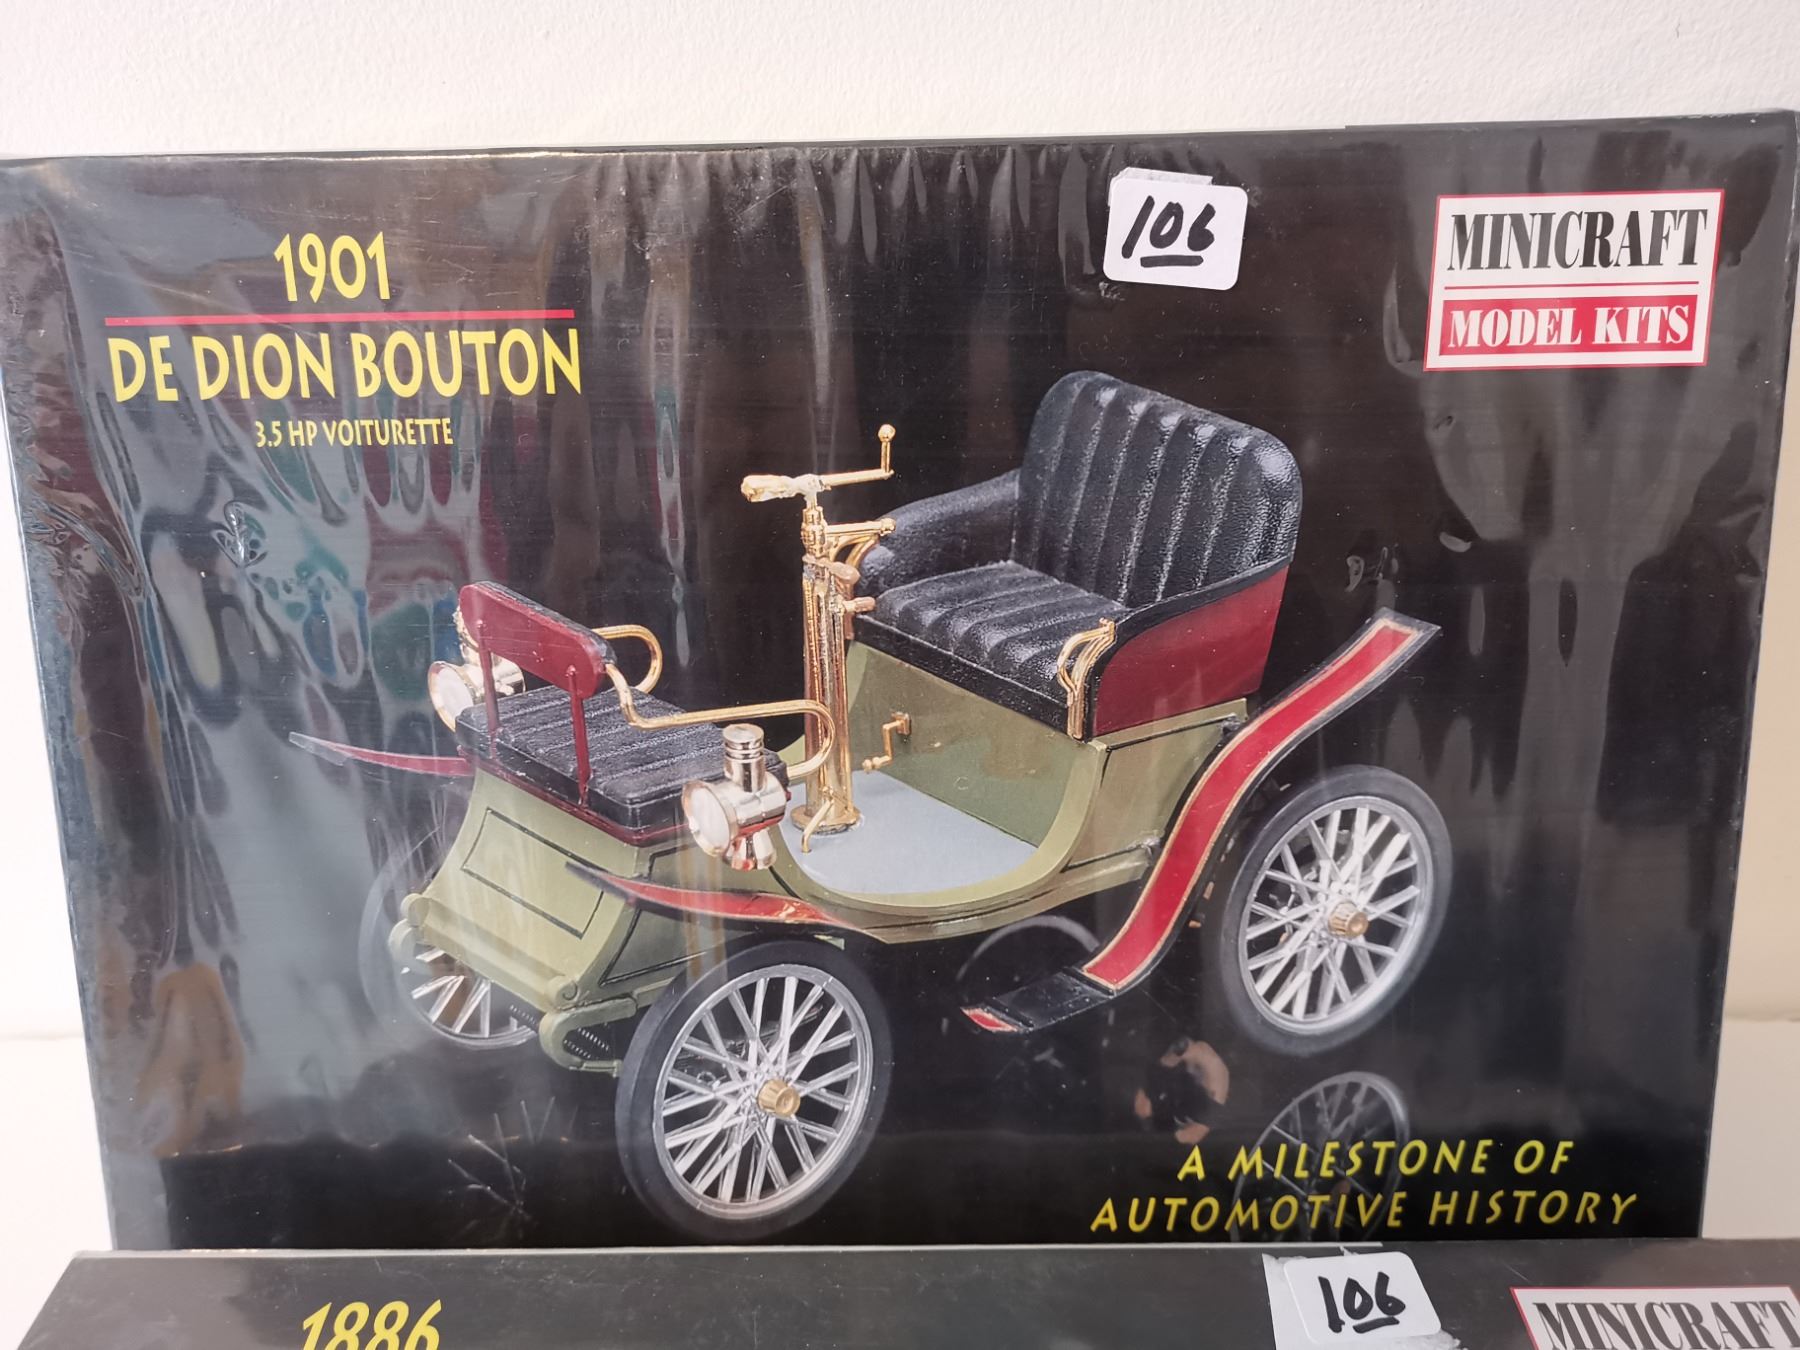 1901
DE DION BOUTON
3.5 HP VOITURETTE
106
MINICRAFT
MODEL KITS
A MILESTONE OF
AUTOMOTIVE HISTORY
1886
106
MINICRAFT